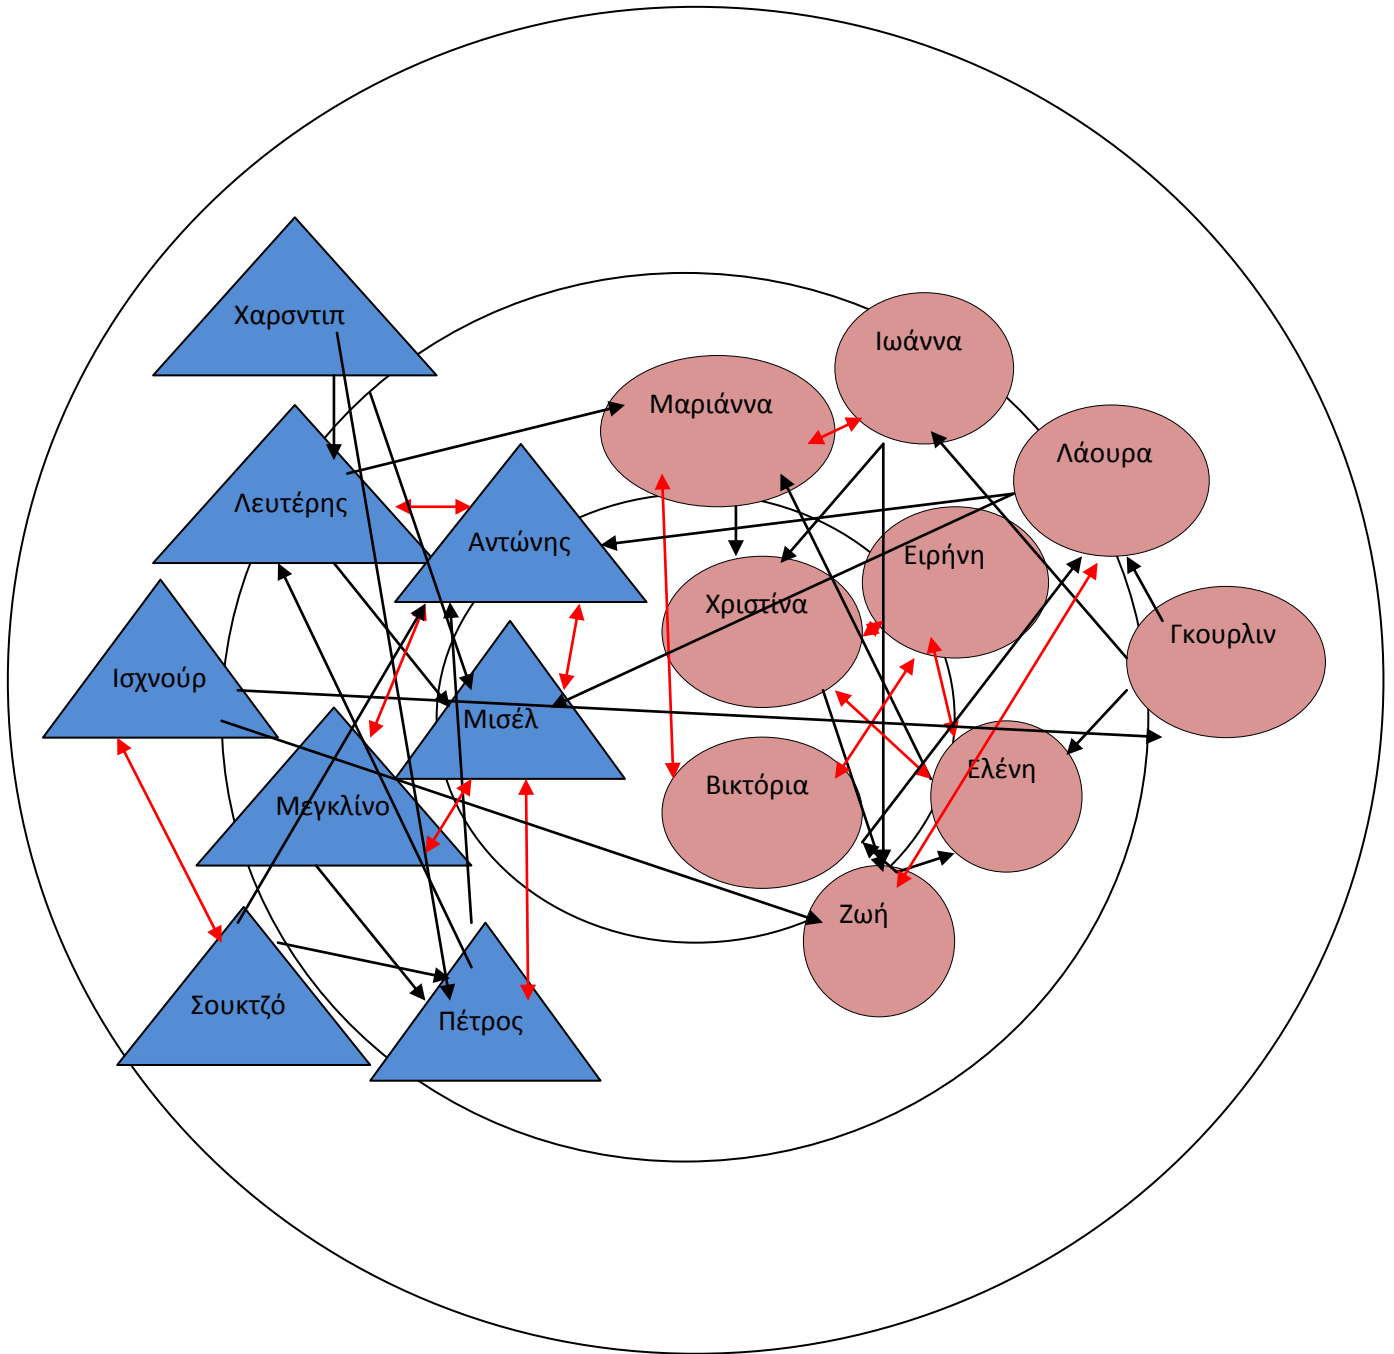 Χαρσντιπ
Ιωάννα
Μαριάννα
Λάουρα
Λευτέρης
Αντώνης
Ειρήνη
Χριστίνα
Γκουρλιν
Ισχνούρ
Μισέλ
Ελένη
Βικτόρια
Μεγκλίνο
Ζωή
Σουκτζό
Πέτρος